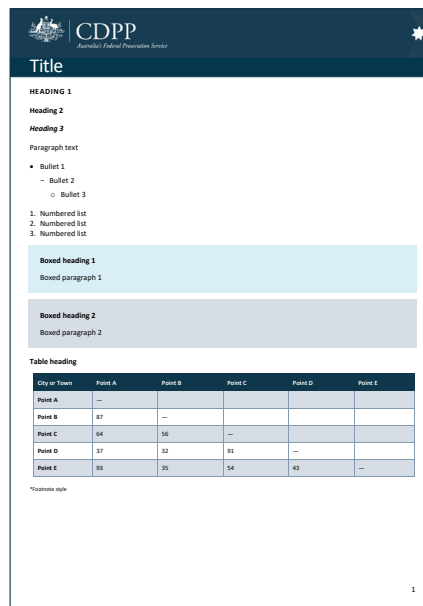 CDPP
Australia's Federal Prosecution Service
Title
HEADING 1
Heading 2
Heading 3
Paragraph text
• Bullet 1
– Bullet 2
o Bullet 3
1. Numbered list
2. Numbered list
3. Numbered list
Boxed heading 1
Boxed paragraph 1
Boxed heading 2
Boxed paragraph 2
Table heading
City or Town Point A Point B Point C Point D Point E
Point A —
Point B 87 —
Point C 64 56 —
Point D 37 32 91 —
Point E 93 35 54 43 —
*Footnote style
1